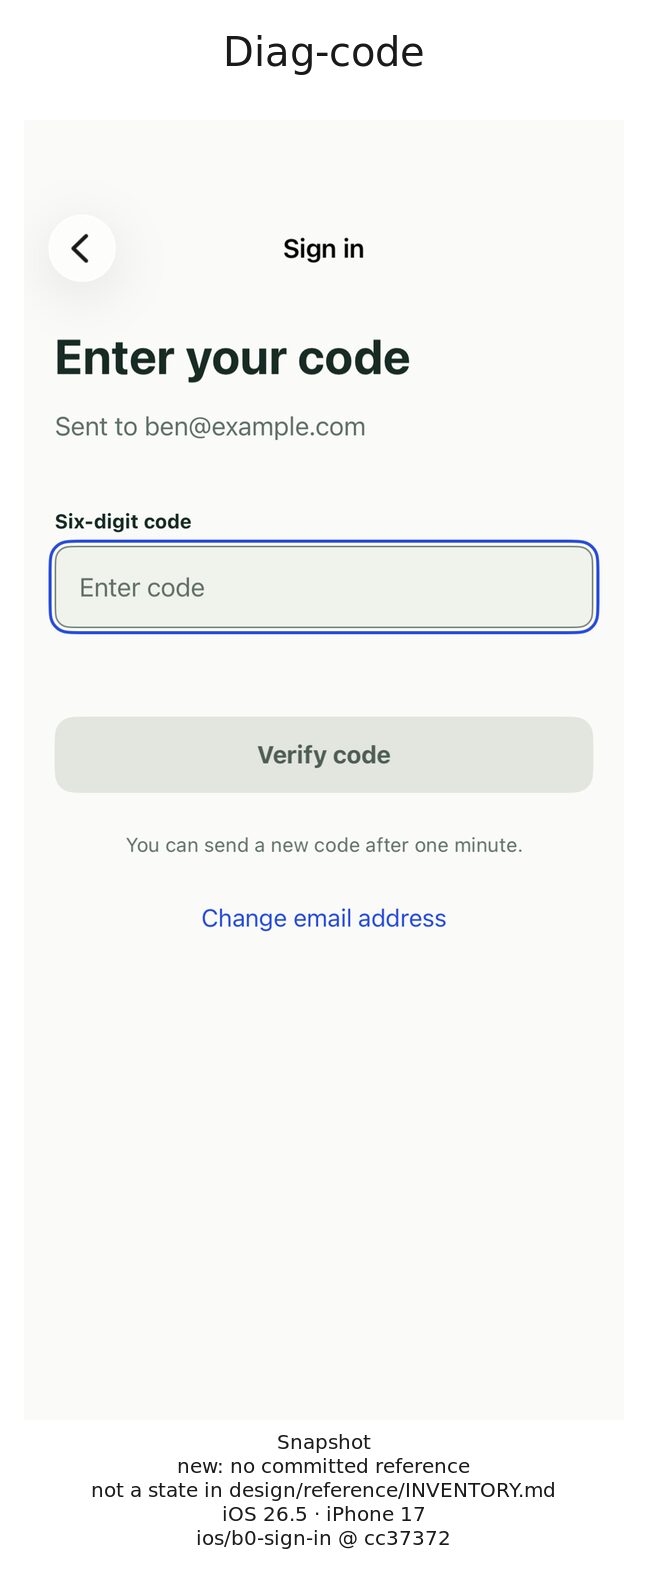 Diag-code
Sign in
Enter your code
Sent to ben@example.com
Six-digit code
Enter code
Verify code
You can send a new code after one minute.
Change email address
Snapshot
new: no committed reference
not a state in design/reference/INVENTORY.md
iOS 26.5 · iPhone 17
ios/b0-sign-in @ cc37372